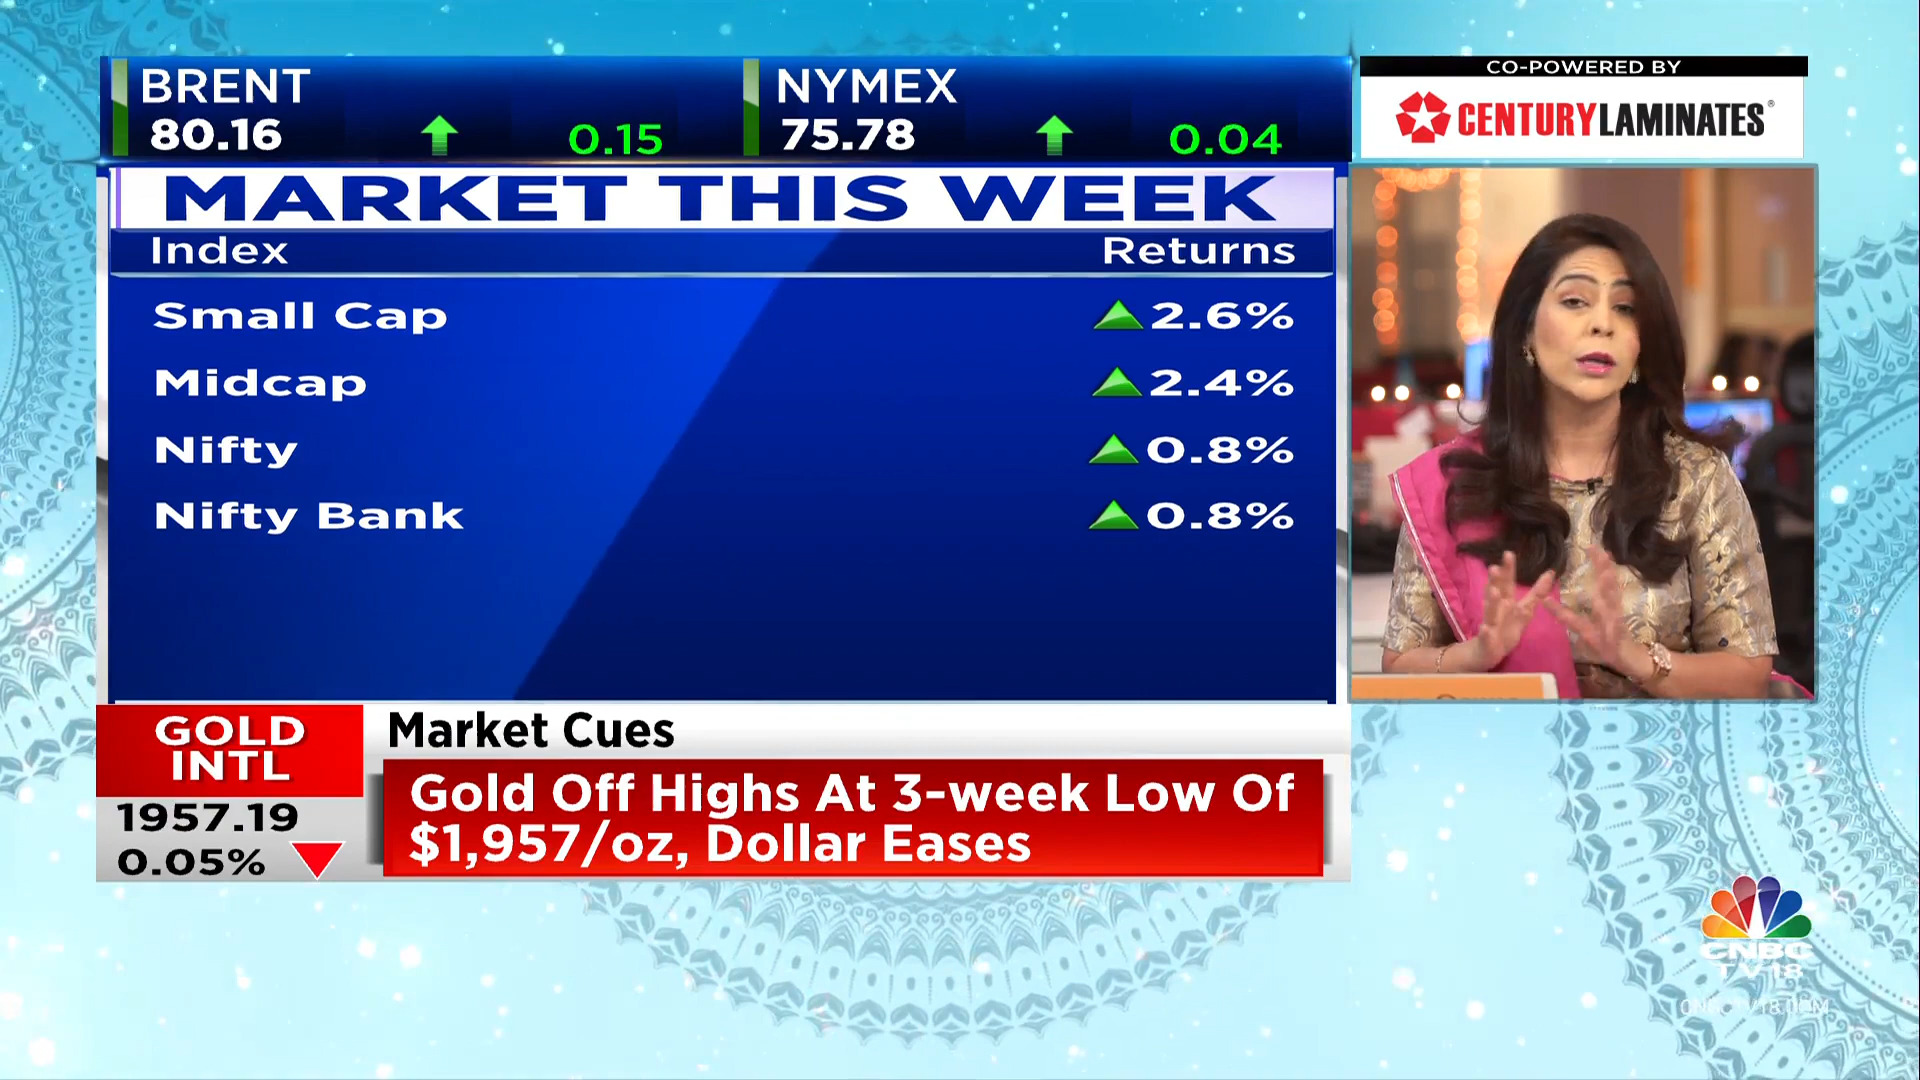 BRENT
80.16 0.15
NYMEX
75.78 0.04
CO-POWERED BY
CENTURYLAMINATES®
MARKET THIS WEEK
Index Returns
Small Cap 2.6%
Midcap 2.4%
Nifty 0.8%
Nifty Bank 0.8%
GOLD
INTL
1957.19
0.05%
Market Cues
Gold Off Highs At 3-week Low Of
$1,957/oz, Dollar Eases
CNBC
TV18
CNBCTV18.COM